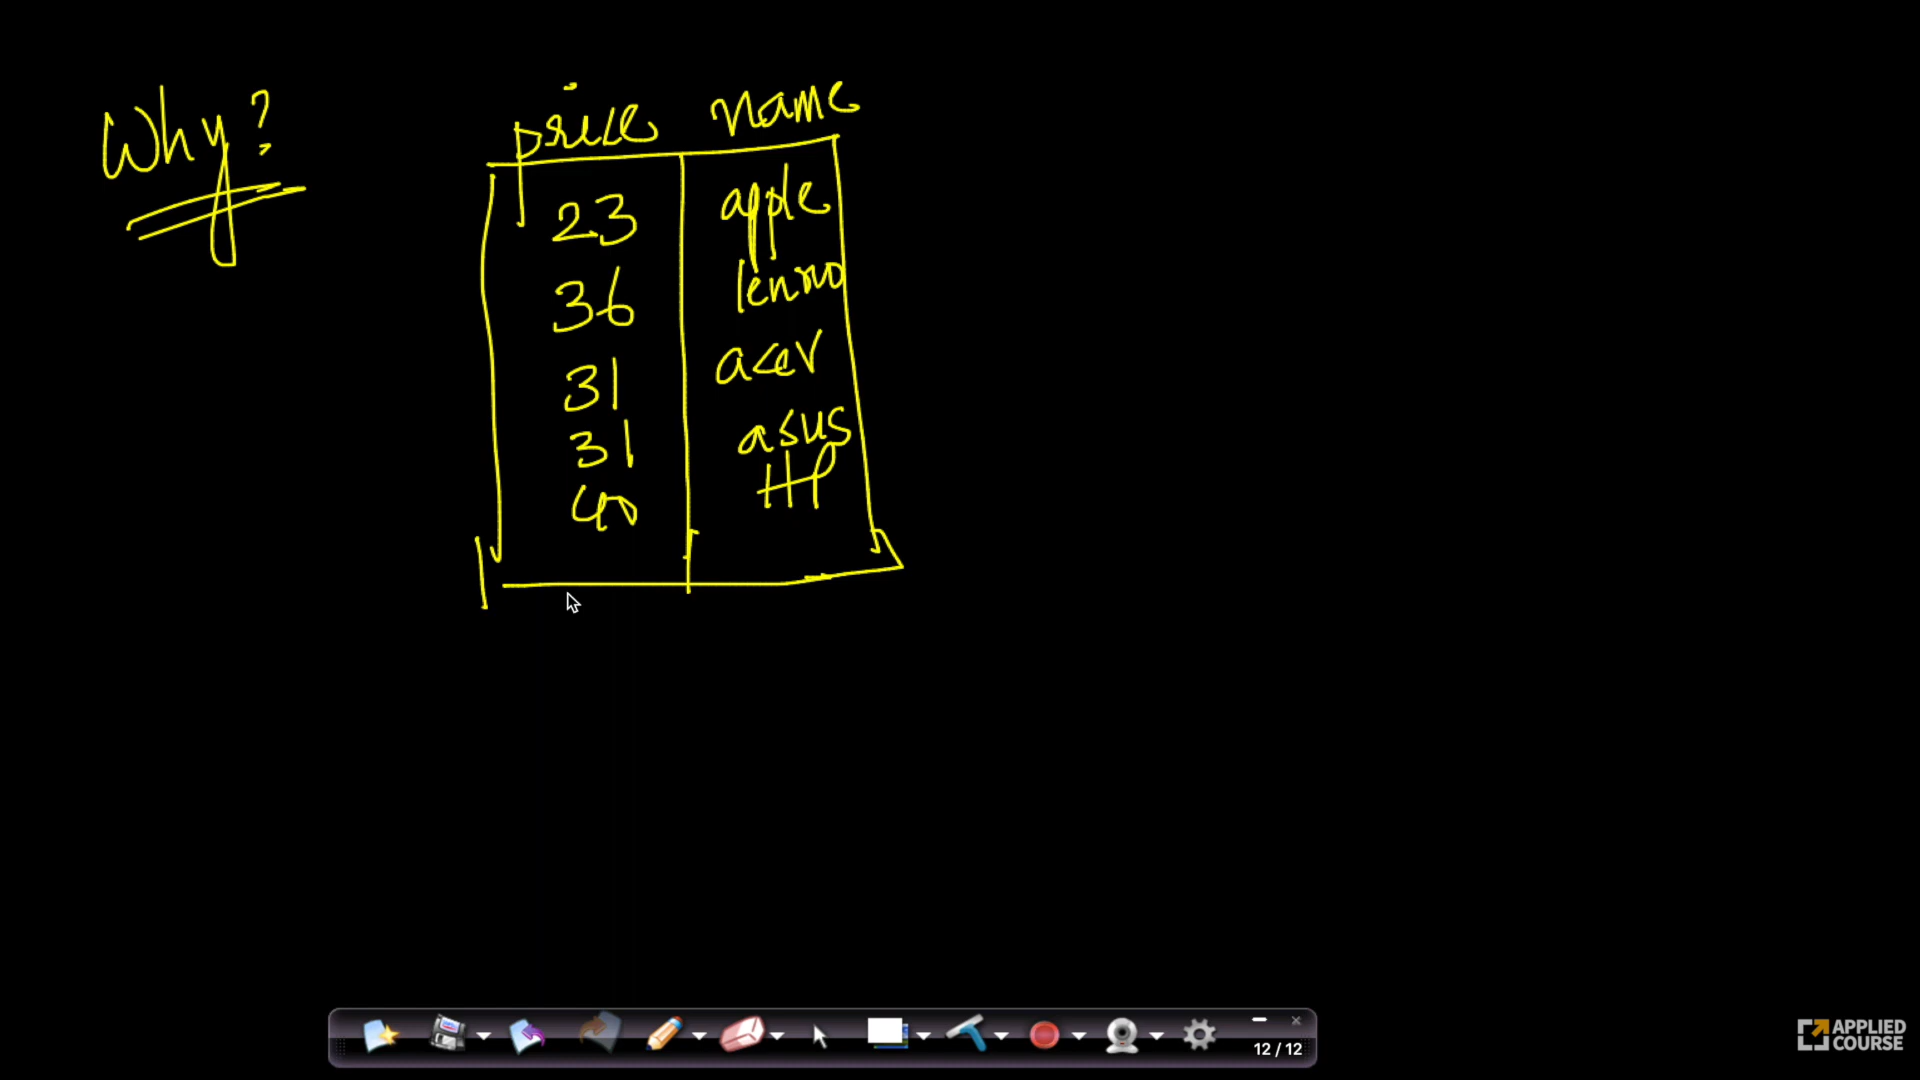 Why?
price name
23 apple
36 lenovo
31 acer
31 asus
40 HP
12 / 12
APPLIED
COURSE